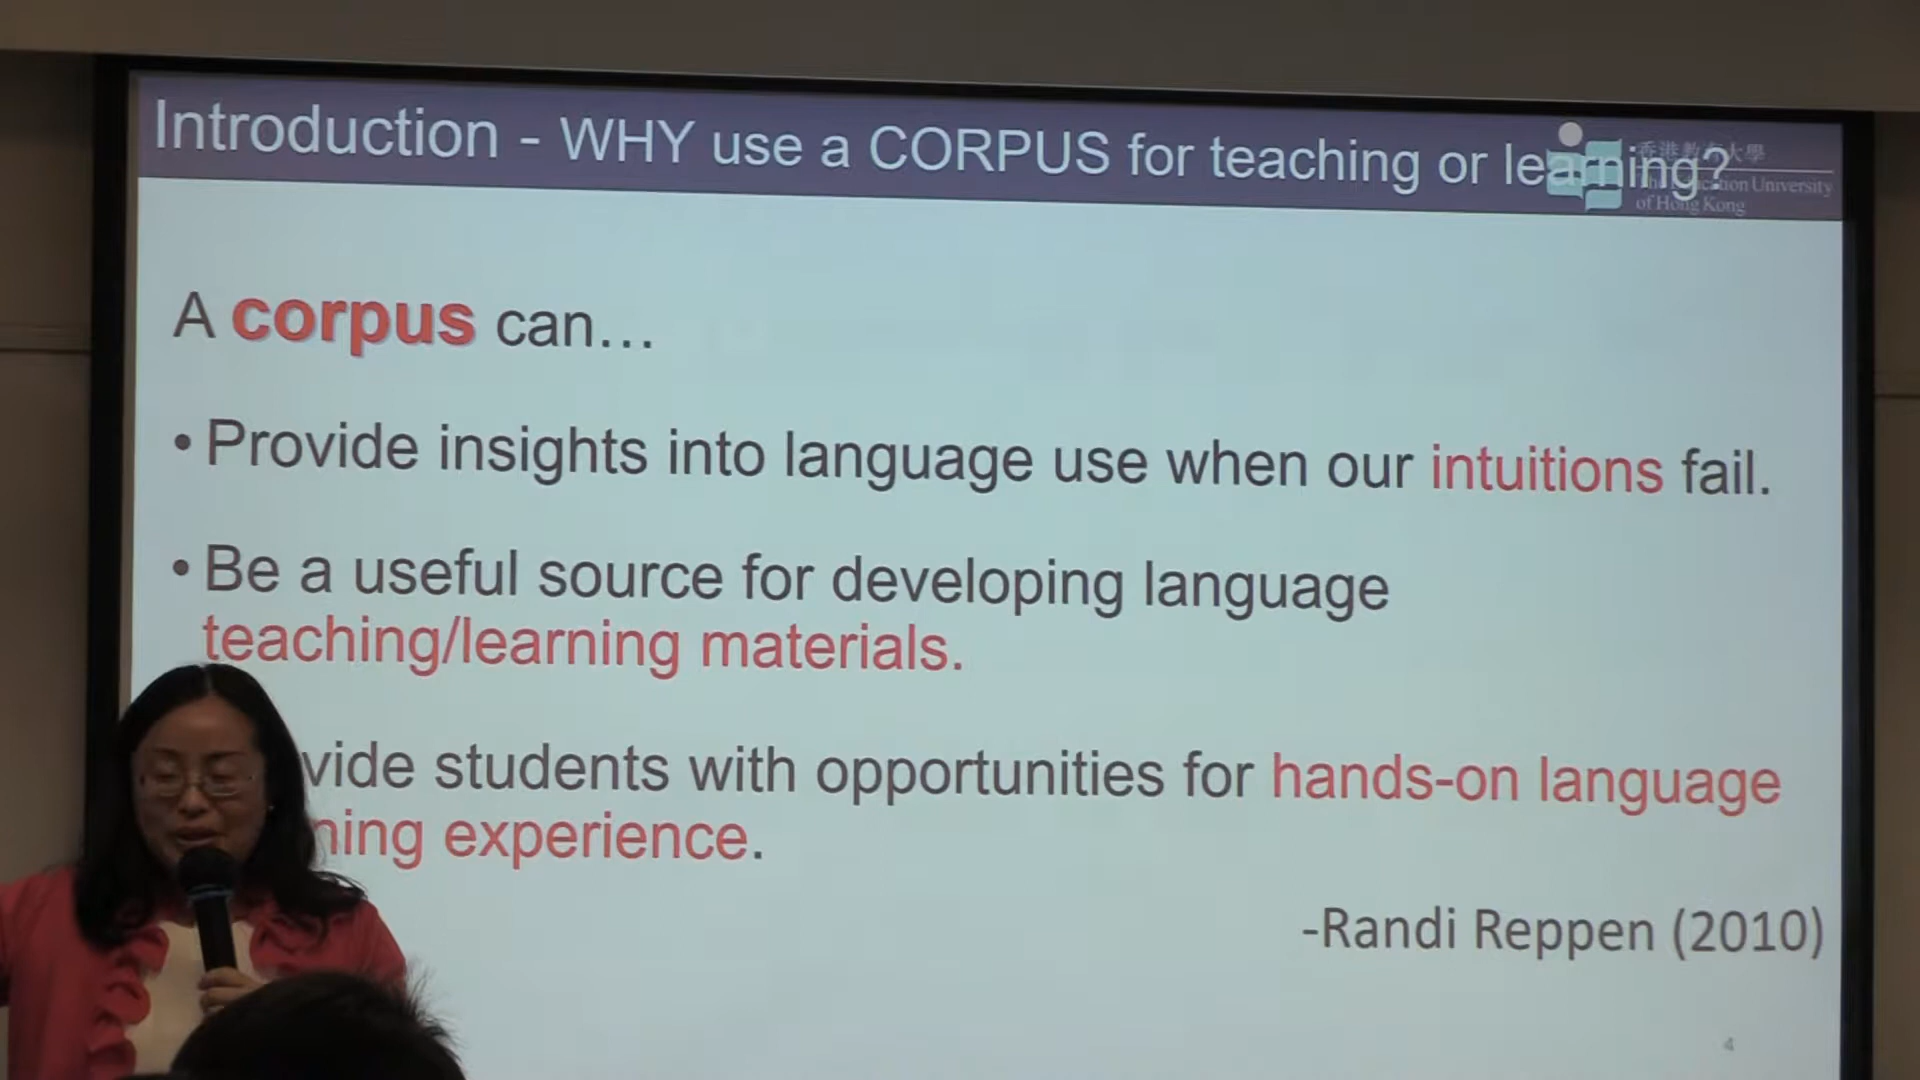 Introduction - WHY use a CORPUS for teaching or learning?
香港教育大學
The Education University
of Hong Kong
A corpus can…
• Provide insights into language use when our intuitions fail.
• Be a useful source for developing language
teaching/learning materials.
vide students with opportunities for hands-on language
ning experience.
-Randi Reppen (2010)
4